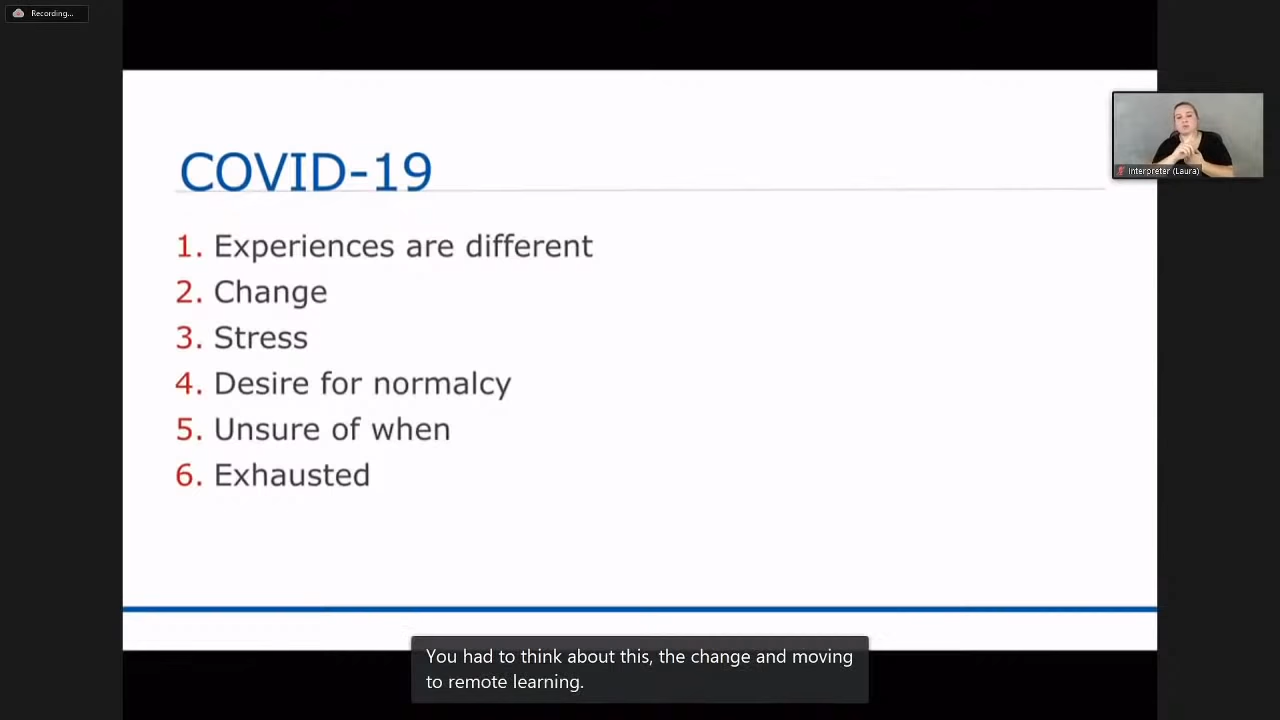 Recording...
COVID-19
1. Experiences are different
2. Change
3. Stress
4. Desire for normalcy
5. Unsure of when
6. Exhausted
Interpreter (Laura)
You had to think about this, the change and moving
to remote learning.